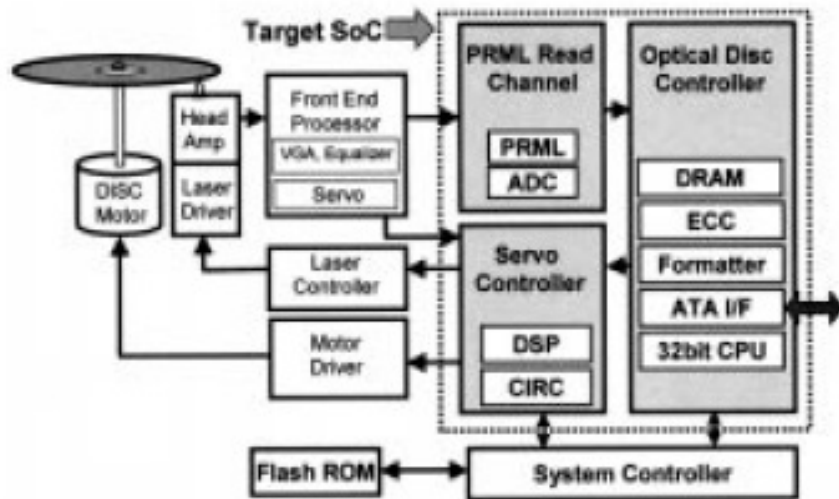 Target SoC
PRML Read
Channel
PRML
ADC
Optical Disc
Controller
DRAM
ECC
Formatter
ATA I/F
32bit CPU
Front End
Processor
VGA, Equalizer
Servo
Head
Amp
Laser
Driver
DISC
Motor
Servo
Controller
DSP
CIRC
Laser
Controller
Motor
Driver
Flash ROM
System Controller